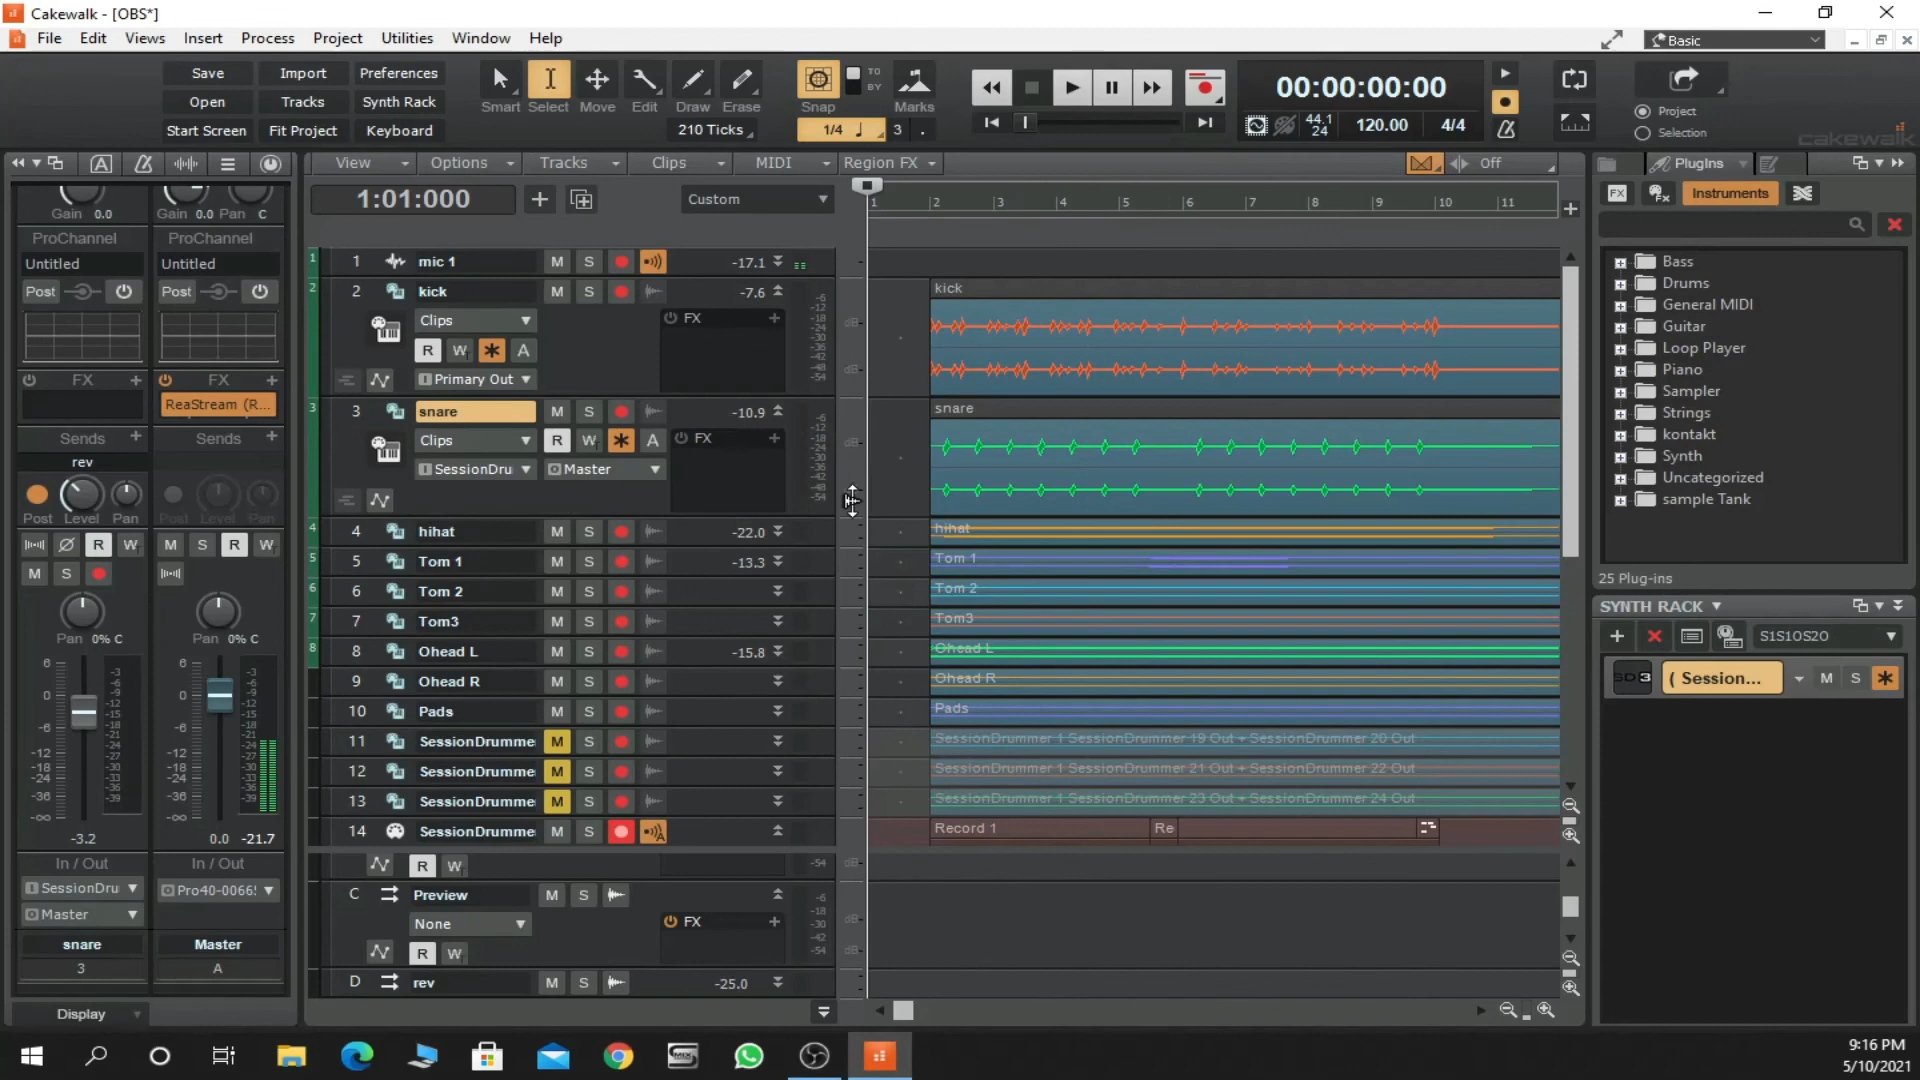 Cakewalk - [OBS*]
File Edit Views Insert Process Project Utilities Window Help
Basic
Save Import Preferences
Open Tracks Synth Rack
Start Screen Fit Project Keyboard
Smart Select Move Edit Draw Erase
210 Ticks
Snap TO BY Marks
1/4 3 .
00:00:00:00
44.1 24 120.00 4/4
Project
Selection
cakewalk
View Options Tracks Clips MIDI Region FX Off
PlugIns
1:01:000
Custom
1 2 3 4 5 6 7 8 9 10 11
FX Instruments
Gain 0.0 Gain 0.0 Pan C
ProChannel ProChannel
Untitled Untitled
Post Post
FX FX
ReaStream (R...
Sends Sends
rev
Post Level Pan Post Level Pan
R W M S R W
M S
Pan 0% C Pan 0% C
-3.2 0.0 -21.7
In / Out In / Out
SessionDru Pro40-0066!
Master
snare Master
3 A
Display
1 1 mic 1 M S -17.1
2 2 kick M S -7.6
Clips FX
R W A
Primary Out
3 3 snare M S -10.9
Clips R W A FX
SessionDru Master
4 4 hihat M S -22.0
5 5 Tom 1 M S -13.3
6 6 Tom 2 M S
7 7 Tom3 M S
8 8 Ohead L M S -15.8
9 Ohead R M S
10 Pads M S
11 SessionDrumme M S
12 SessionDrumme M S
13 SessionDrumme M S
14 SessionDrumme M S
R W
C Preview M S
None FX
R W
D rev M S -25.0
kick
snare
hihat
Tom 1
Tom 2
Tom3
Ohead L
Ohead R
Pads
SessionDrummer 1 SessionDrummer 19 Out + SessionDrummer 20 Out
SessionDrummer 1 SessionDrummer 21 Out + SessionDrummer 22 Out
SessionDrummer 1 SessionDrummer 23 Out + SessionDrummer 24 Out
Record 1 Re
Bass
Drums
General MIDI
Guitar
Loop Player
Piano
Sampler
Strings
kontakt
Synth
Uncategorized
sample Tank
25 Plug-ins
SYNTH RACK
S1S1OS2O
SD3 ( Session... M S
9:16 PM
5/10/2021